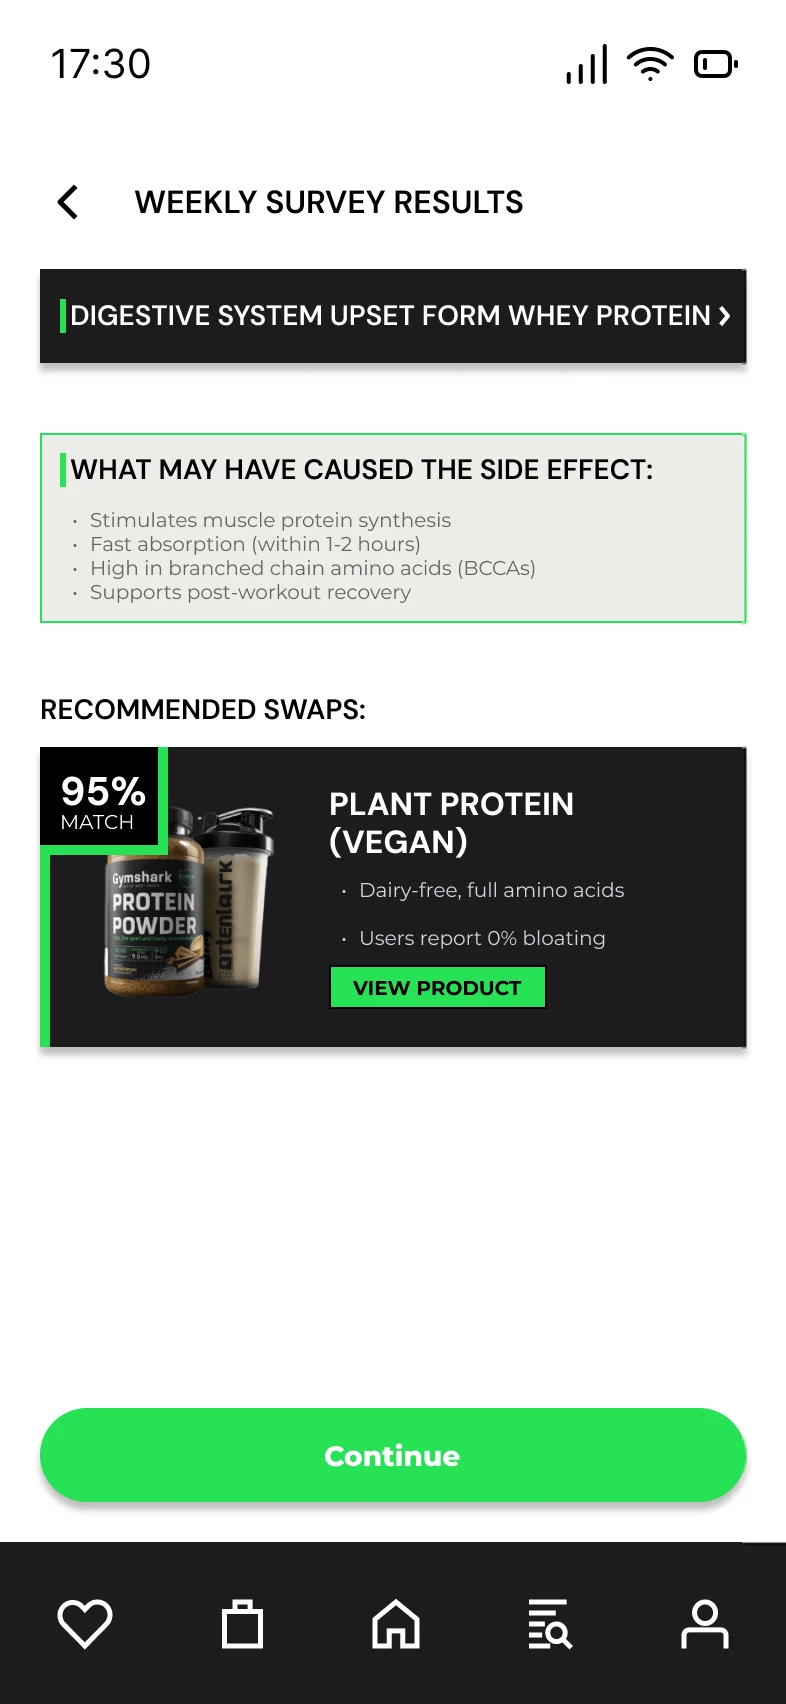 17:30
WEEKLY SURVEY RESULTS
DIGESTIVE SYSTEM UPSET FORM WHEY PROTEIN
WHAT MAY HAVE CAUSED THE SIDE EFFECT:
• Stimulates muscle protein synthesis
• Fast absorption (within 1-2 hours)
• High in branched chain amino acids (BCCAs)
• Supports post-workout recovery
RECOMMENDED SWAPS:
95%
MATCH
Gymshark
PROTEIN
POWDER
PLANT PROTEIN
(VEGAN)
• Dairy-free, full amino acids
• Users report 0% bloating
VIEW PRODUCT
Continue